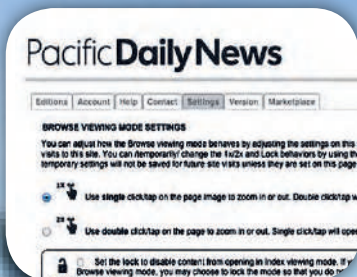 Pacific Daily News
Editions Account Help Contact Settings Version Marketplace
BROWSE VIEWING MODE SETTINGS
You can adjust how the Browse viewing mode behaves by adjusting the settings on this
visits to this site. You can temporarily change the 1x/2x and Lock behaviors by using the
temporary settings will not be saved for future site visits unless they are set on this page
1X Use single click/tap on the page image to zoom in or out. Double click/tap w
2X Use double click/tap on the page to zoom in or out. Single click/tap will open
Set the lock to disable content from opening in Index viewing mode. If y
Browse viewing mode, you may choose to lock the mode so that you do n